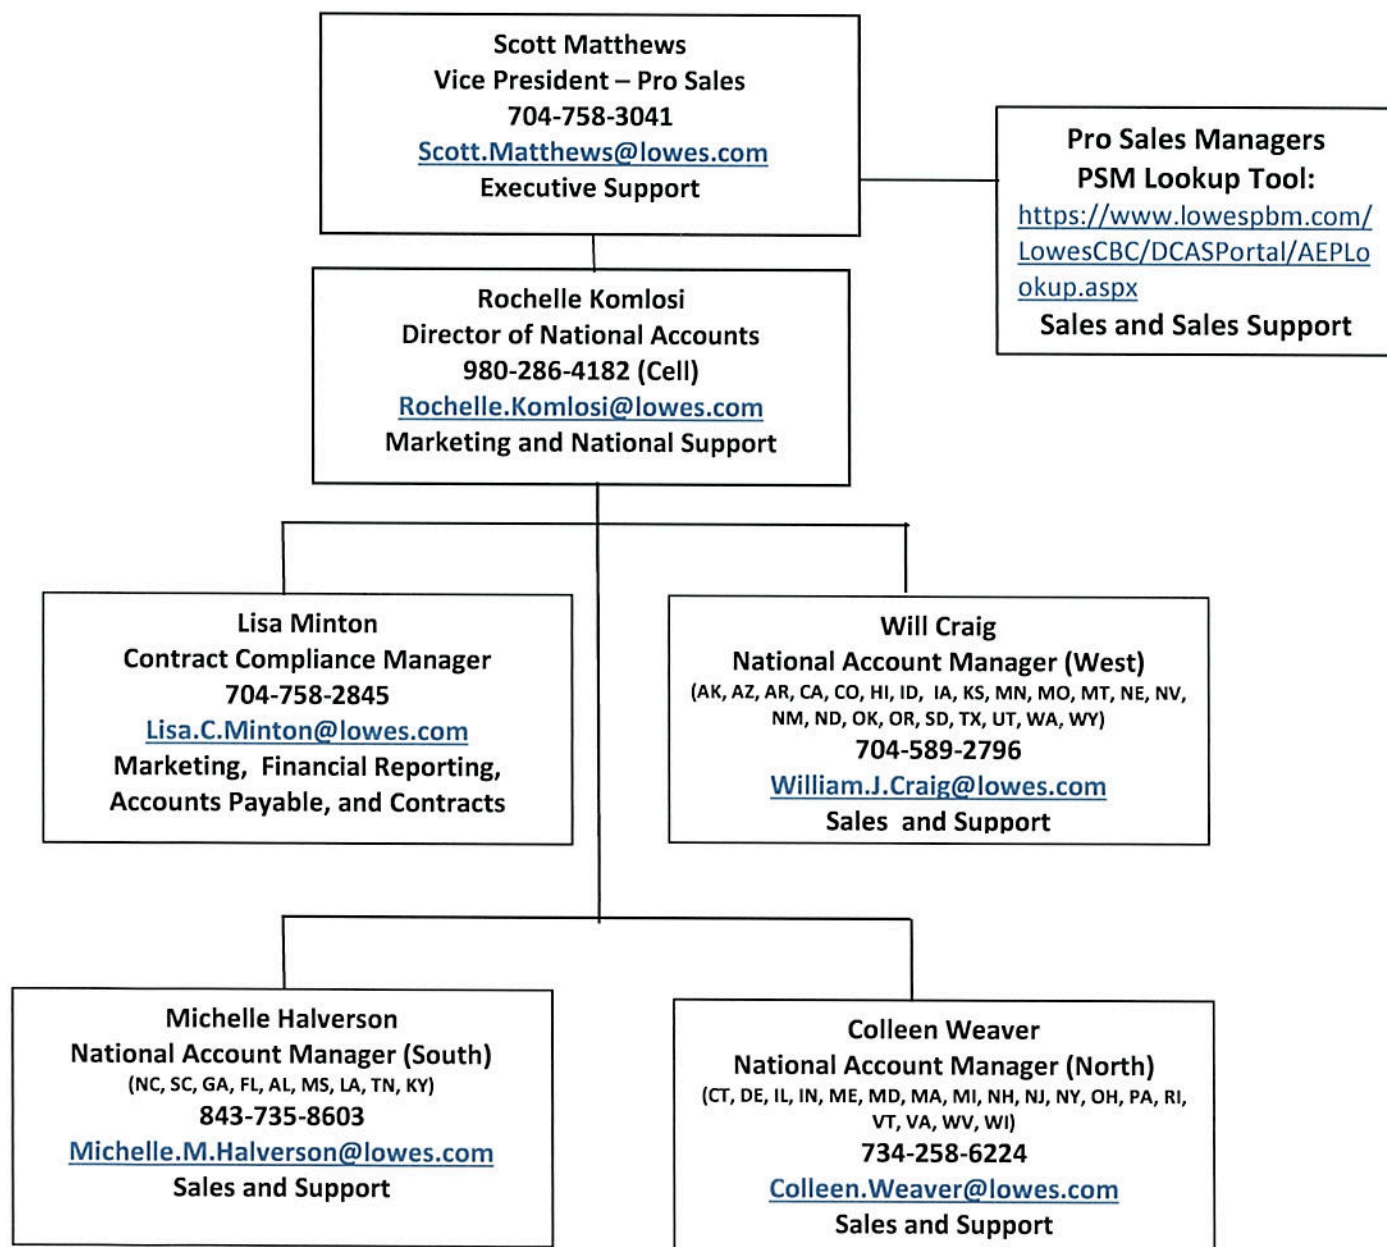 Scott Matthews
Vice President – Pro Sales
704-758-3041
Scott.Matthews@lowes.com
Executive Support
Pro Sales Managers
PSM Lookup Tool:
https://www.lowespbm.com/
LowesCBC/DCASPortal/AEPLo
okup.aspx
Sales and Sales Support
Rochelle Komlosi
Director of National Accounts
980-286-4182 (Cell)
Rochelle.Komlosi@lowes.com
Marketing and National Support
Lisa Minton
Contract Compliance Manager
704-758-2845
Lisa.C.Minton@lowes.com
Marketing, Financial Reporting,
Accounts Payable, and Contracts
Will Craig
National Account Manager (West)
(AK, AZ, AR, CA, CO, HI, ID, IA, KS, MN, MO, MT, NE, NV,
NM, ND, OK, OR, SD, TX, UT, WA, WY)
704-589-2796
William.J.Craig@lowes.com
Sales and Support
Michelle Halverson
National Account Manager (South)
(NC, SC, GA, FL, AL, MS, LA, TN, KY)
843-735-8603
Michelle.M.Halverson@lowes.com
Sales and Support
Colleen Weaver
National Account Manager (North)
(CT, DE, IL, IN, ME, MD, MA, MI, NH, NJ, NY, OH, PA, RI,
VT, VA, WV, WI)
734-258-6224
Colleen.Weaver@lowes.com
Sales and Support